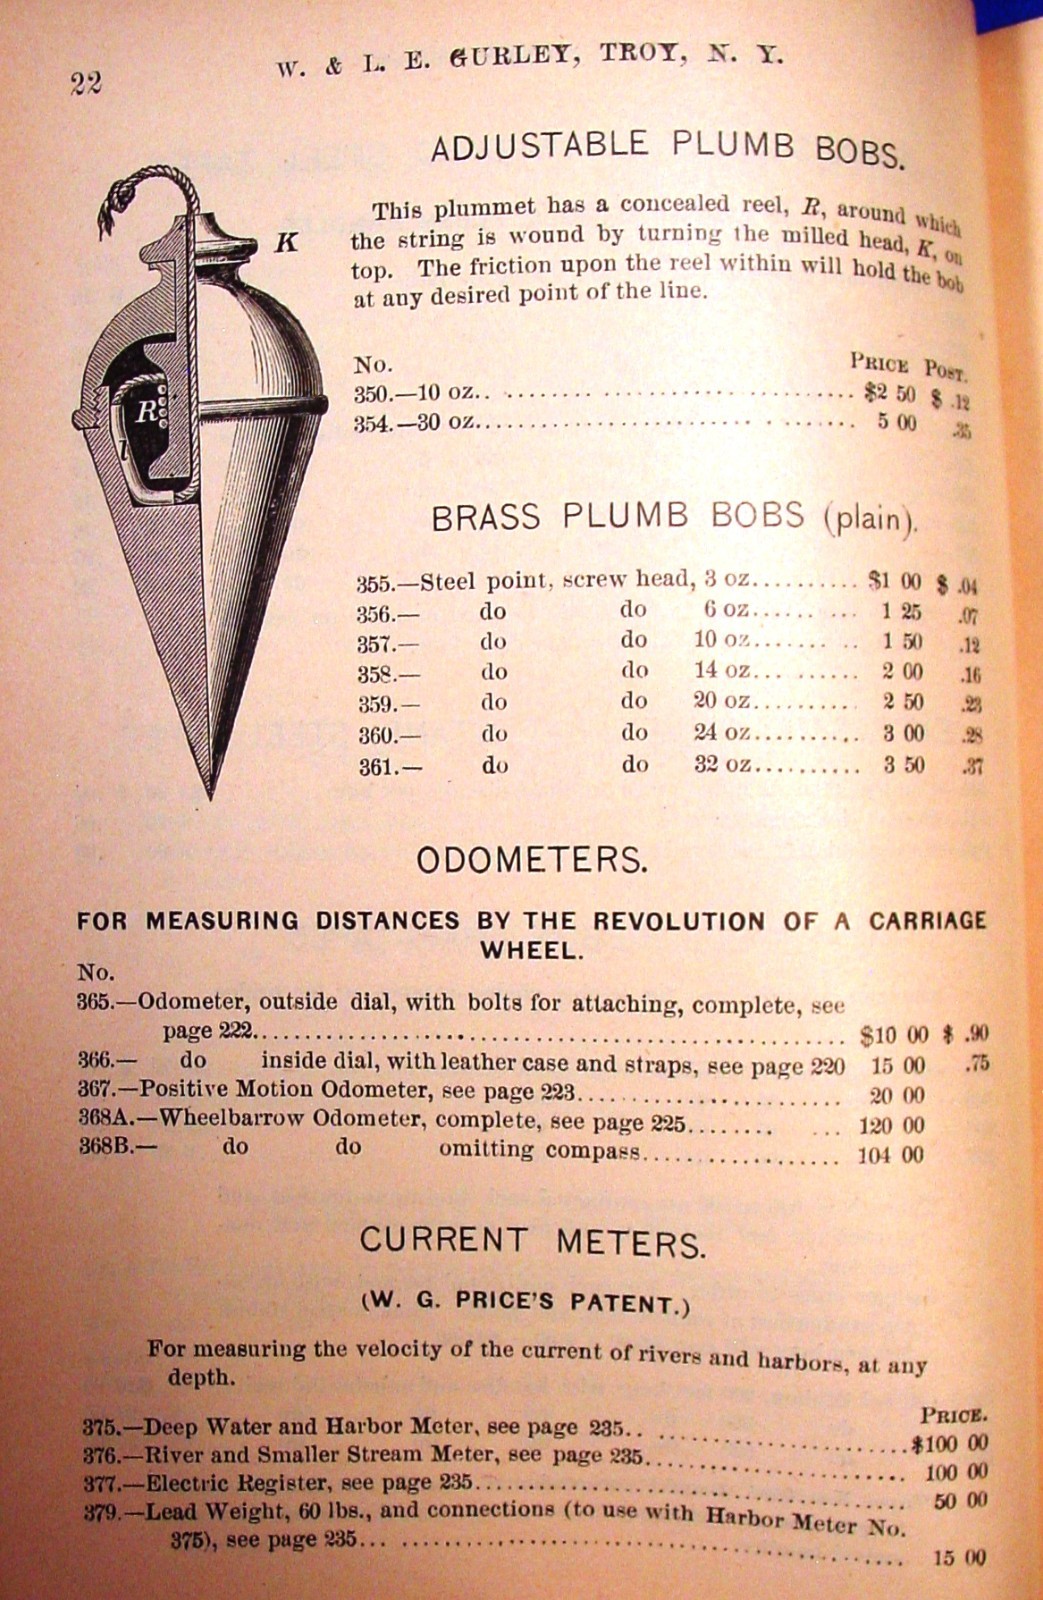 22
W. & L. E. GURLEY, TROY, N. Y.
ADJUSTABLE PLUMB BOBS.
This plummet has a concealed reel, R, around which
the string is wound by turning the milled head, K, on
top. The friction upon the reel within will hold the bob
at any desired point of the line.
K
R
l
No. PRICE POST.
350.—10 oz.. ............................ $2 50 $ .12
354.—30 oz............................... 5 00 .35
BRASS PLUMB BOBS (plain).
355.—Steel point, screw head, 3 oz.......... $1 00 $ .04
356.— do do 6 oz.......... 1 25 .07
357.— do do 10 oz.......... 1 50 .12
358.— do do 14 oz.......... 2 00 .16
359.— do do 20 oz.......... 2 50 .23
360.— do do 24 oz.......... 3 00 .28
361.— do do 32 oz.......... 3 50 .37
ODOMETERS.
FOR MEASURING DISTANCES BY THE REVOLUTION OF A CARRIAGE
WHEEL.
No.
365.—Odometer, outside dial, with bolts for attaching, complete, see
page 222............................................ $10 00 $ .90
366.— do inside dial, with leather case and straps, see page 220 15 00 .75
367.—Positive Motion Odometer, see page 223.................... 20 00
368A.—Wheelbarrow Odometer, complete, see page 225........ ... 120 00
368B.— do do omitting compass................. 104 00
CURRENT METERS.
(W. G. PRICE'S PATENT.)
For measuring the velocity of the current of rivers and harbors, at any
depth.
PRICE.
375.—Deep Water and Harbor Meter, see page 235.. ......................$100 00
376.—River and Smaller Stream Meter, see page 235...................... 100 00
377.—Electric Register, see page 235.................................. 50 00
379.—Lead Weight, 60 lbs., and connections (to use with Harbor Meter No.
375), see page 235... ....................................... 15 00